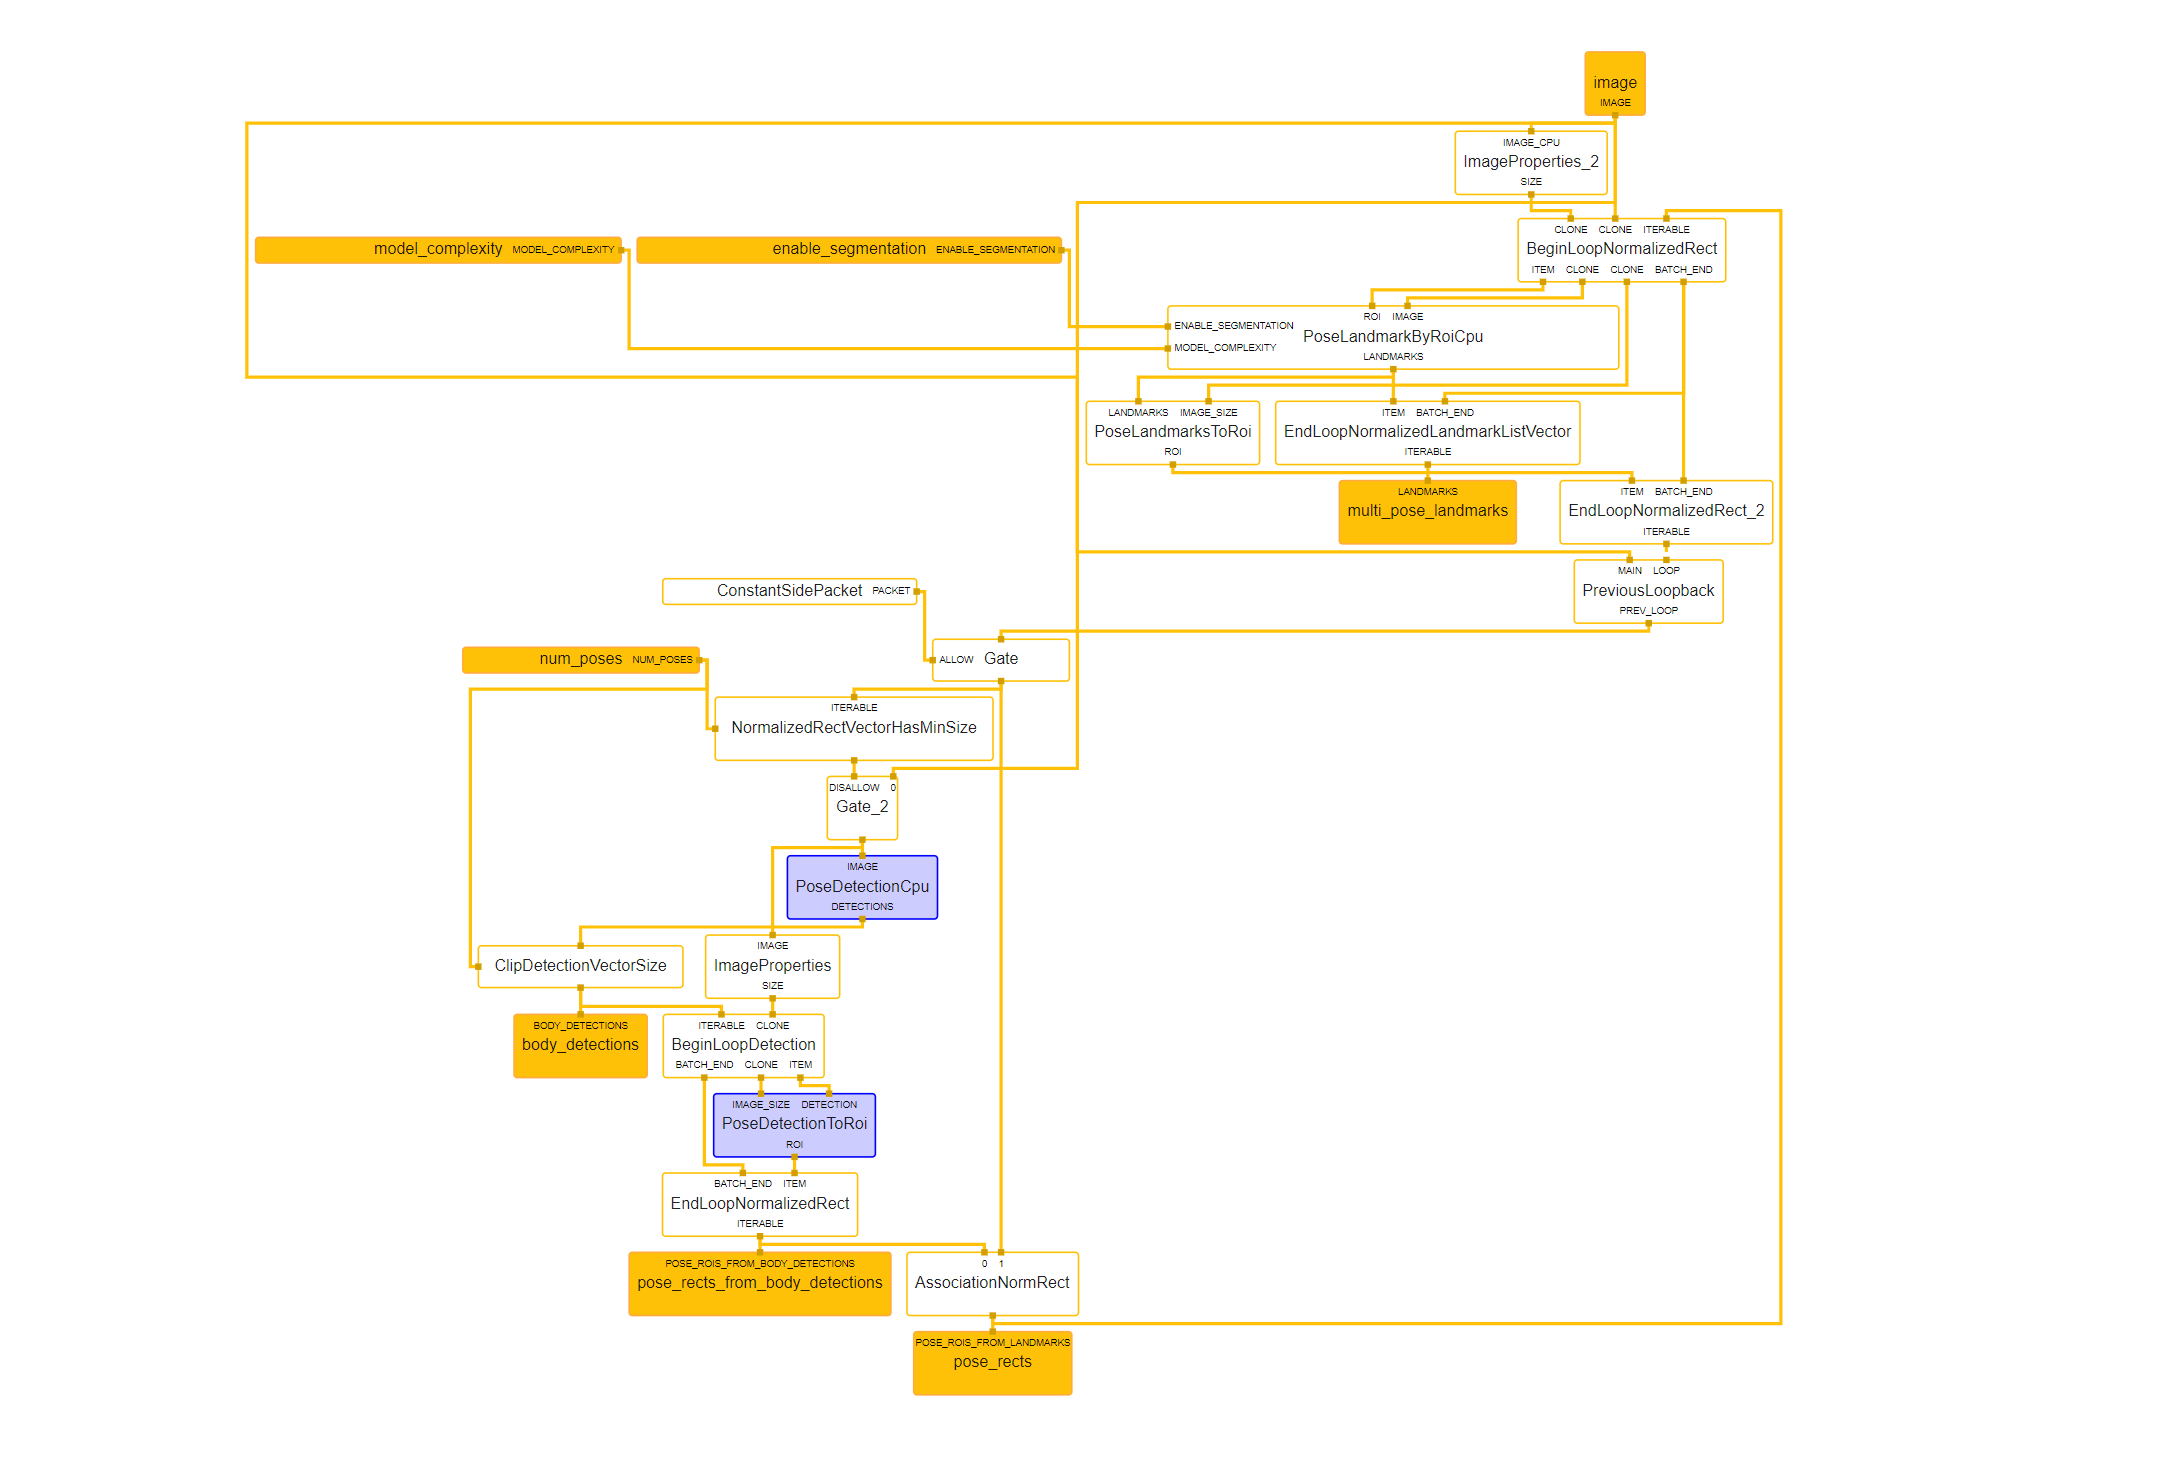 image
IMAGE
IMAGE_CPU
ImageProperties_2
SIZE
CLONE CLONE ITERABLE
BeginLoopNormalizedRect
ITEM CLONE CLONE BATCH_END
model_complexity MODEL_COMPLEXITY
enable_segmentation ENABLE_SEGMENTATION
ROI IMAGE
ENABLE_SEGMENTATION
PoseLandmarkByRoiCpu
MODEL_COMPLEXITY
LANDMARKS
LANDMARKS IMAGE_SIZE
PoseLandmarksToRoi
ROI
ITEM BATCH_END
EndLoopNormalizedLandmarkListVector
ITERABLE
LANDMARKS
multi_pose_landmarks
ITEM BATCH_END
EndLoopNormalizedRect_2
ITERABLE
MAIN LOOP
PreviousLoopback
PREV_LOOP
ConstantSidePacket PACKET
ALLOW Gate
num_poses NUM_POSES
ITERABLE
NormalizedRectVectorHasMinSize
DISALLOW 0
Gate_2
IMAGE
PoseDetectionCpu
DETECTIONS
ClipDetectionVectorSize
IMAGE
ImageProperties
SIZE
BODY_DETECTIONS
body_detections
ITERABLE CLONE
BeginLoopDetection
BATCH_END CLONE ITEM
IMAGE_SIZE DETECTION
PoseDetectionToRoi
ROI
BATCH_END ITEM
EndLoopNormalizedRect
ITERABLE
POSE_ROIS_FROM_BODY_DETECTIONS
pose_rects_from_body_detections
0 1
AssociationNormRect
POSE_ROIS_FROM_LANDMARKS
pose_rects